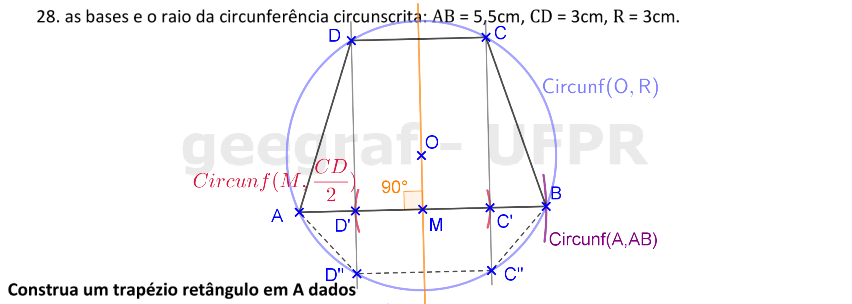 28. as bases e o raio da circunferência circunscrita: AB = 5,5cm, CD = 3cm, R = 3cm.
D
C
Circunf(O, R)
geegraf - UFPR
O
Circunf(M, CD/2)
90°
B
A
D'
M
C'
Circunf(A,AB)
D"
C"
Construa um trapézio retângulo em A dados